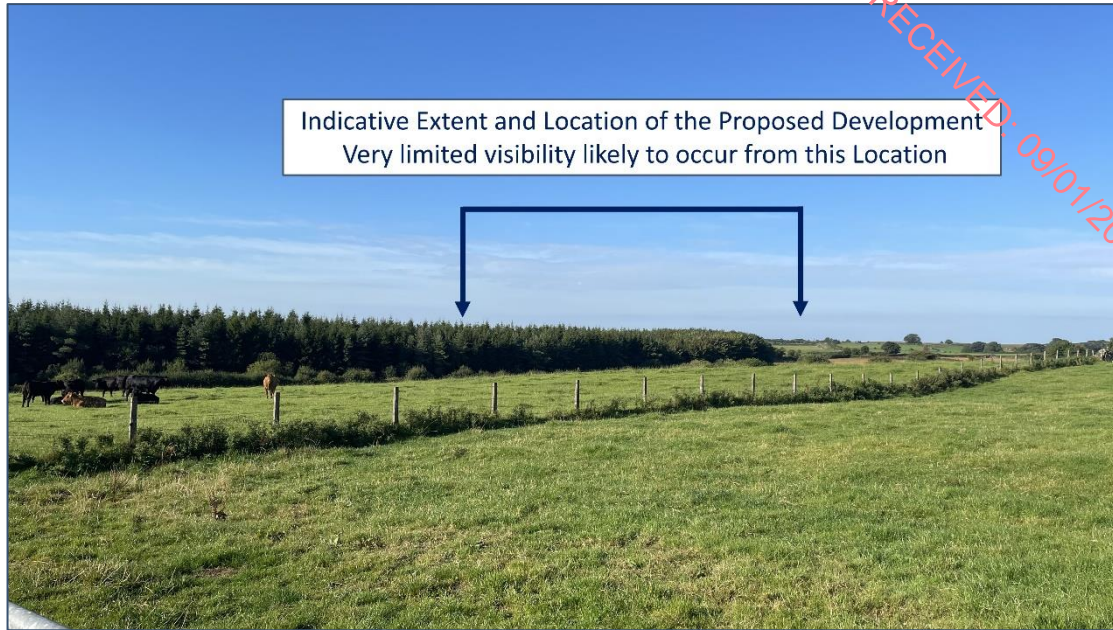 Indicative Extent and Location of the Proposed Development
Very limited visibility likely to occur from this Location
RECEIVED: 09/01/20